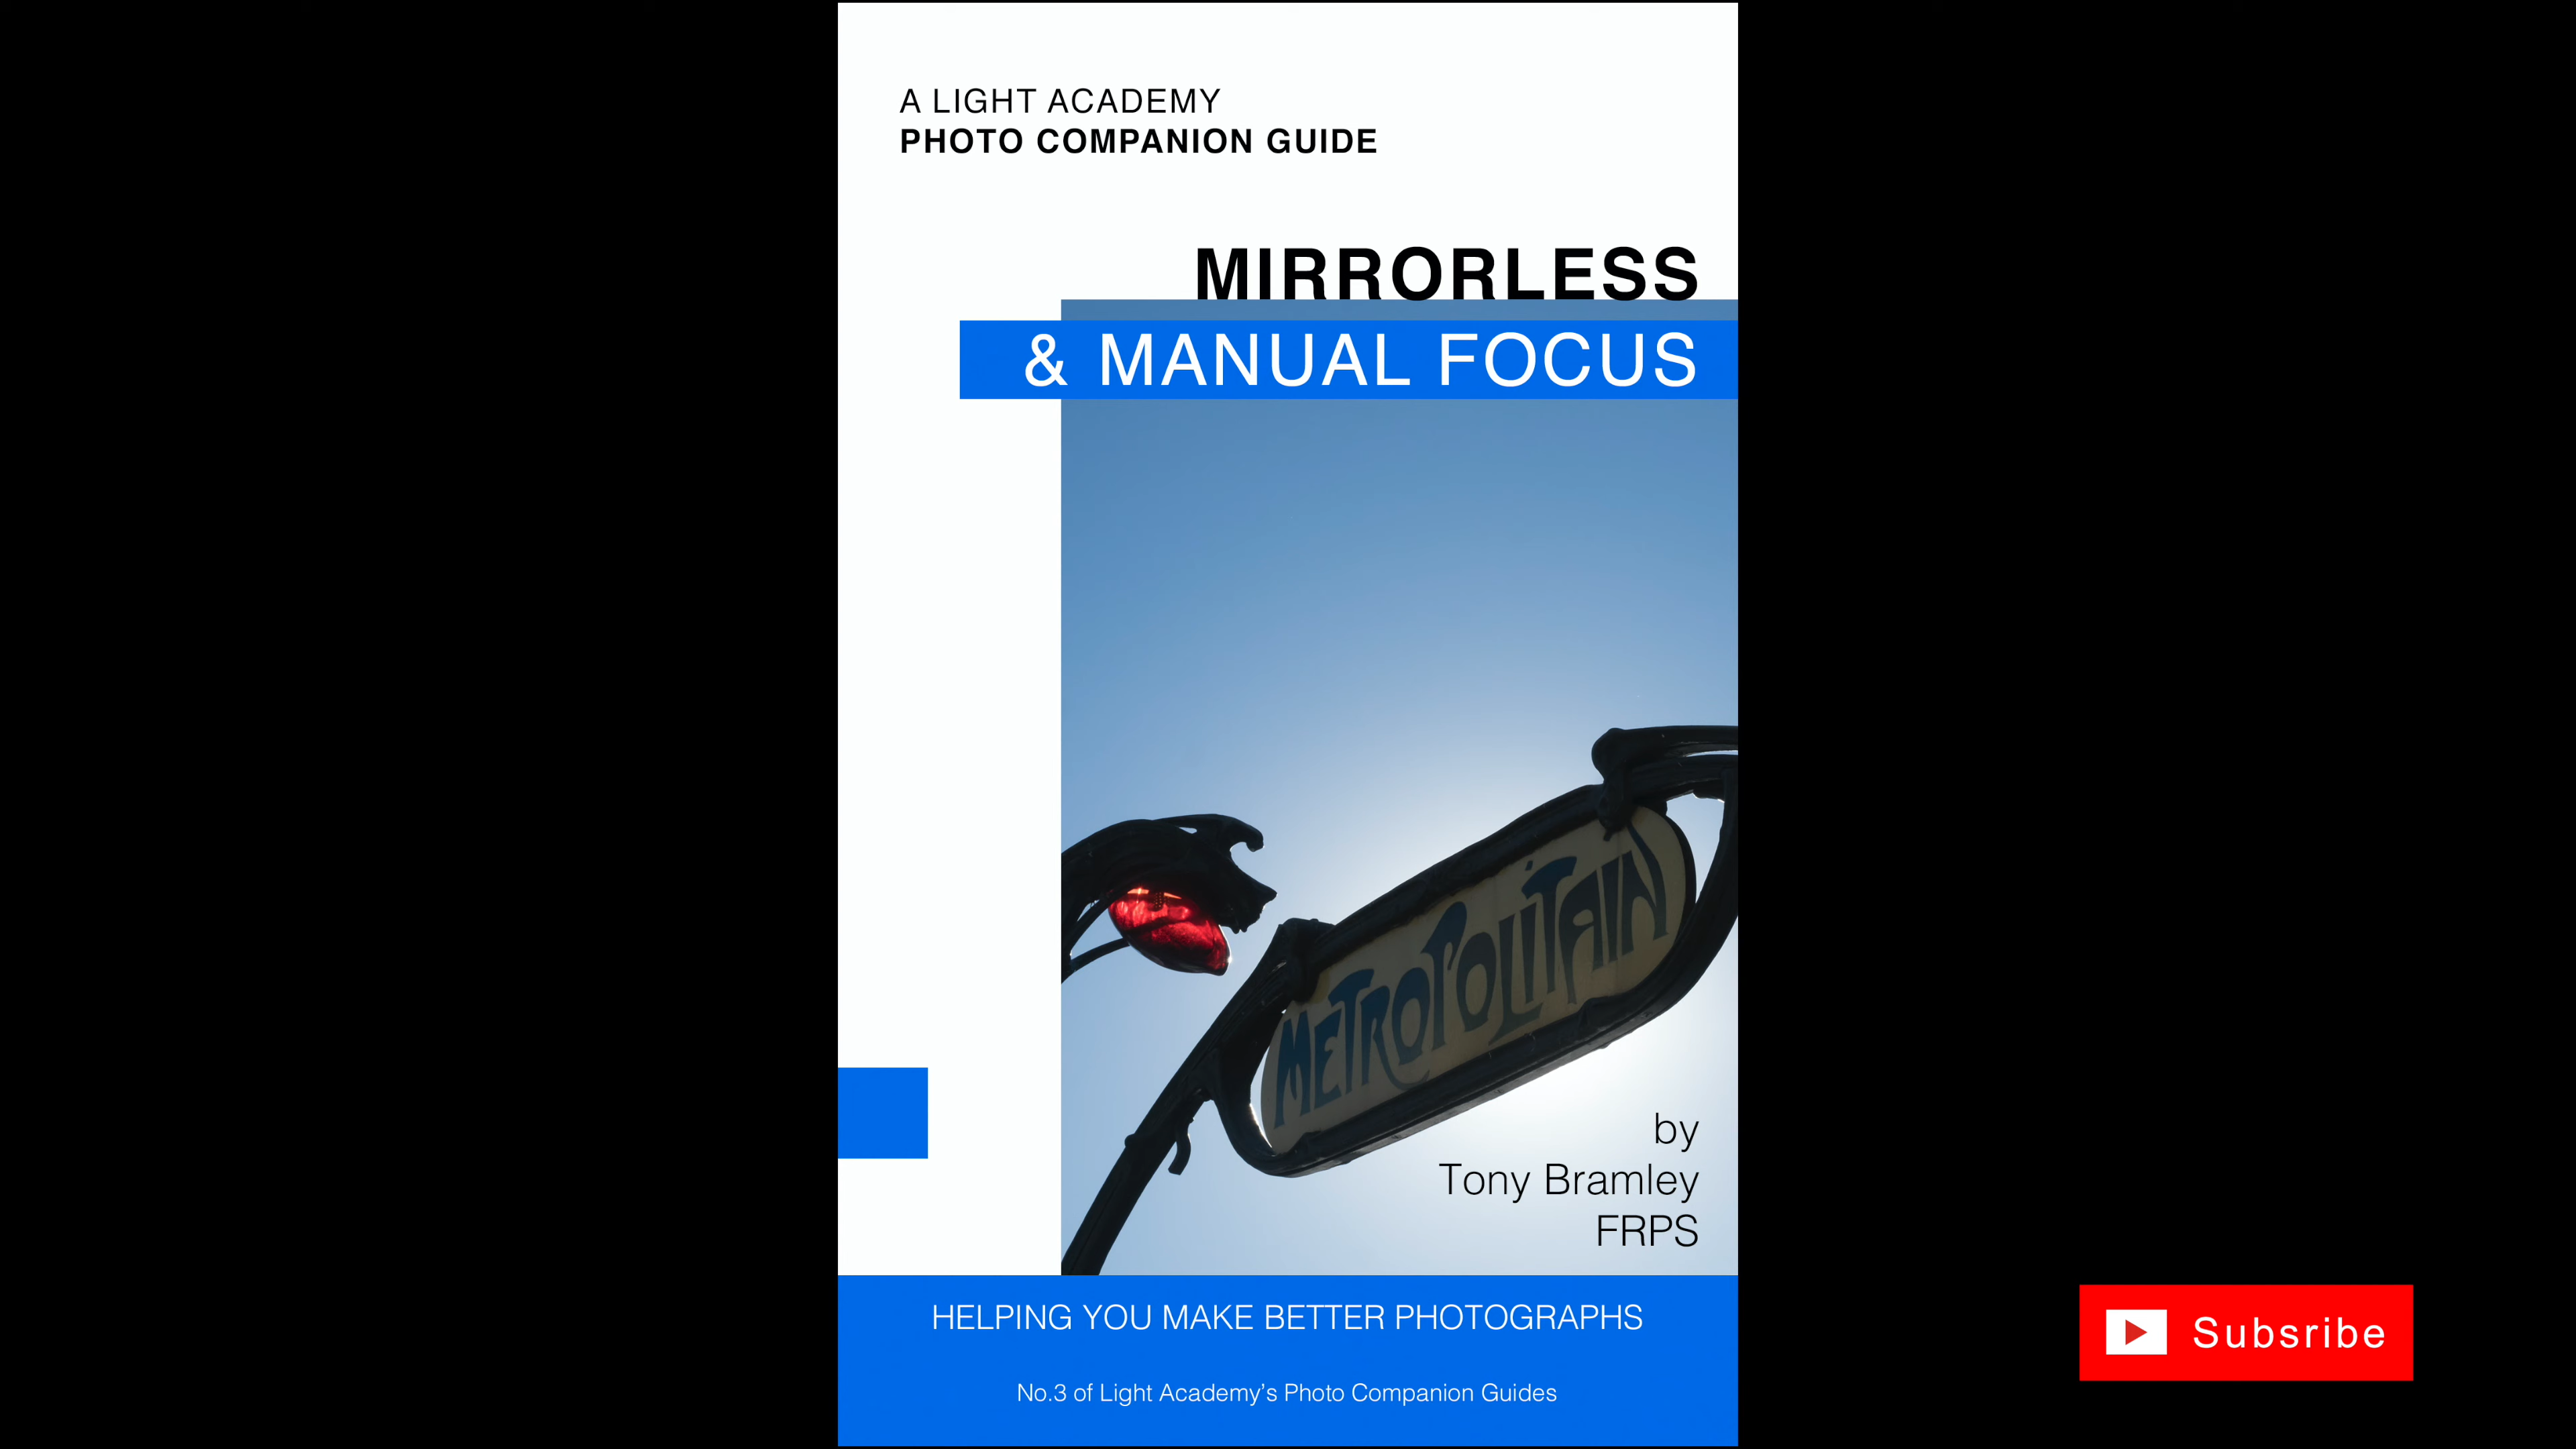 A LIGHT ACADEMY
PHOTO COMPANION GUIDE
MIRRORLESS
& MANUAL FOCUS
METROPOLITAIN
by
Tony Bramley
FRPS
HELPING YOU MAKE BETTER PHOTOGRAPHS
No.3 of Light Academy’s Photo Companion Guides
Subsribe